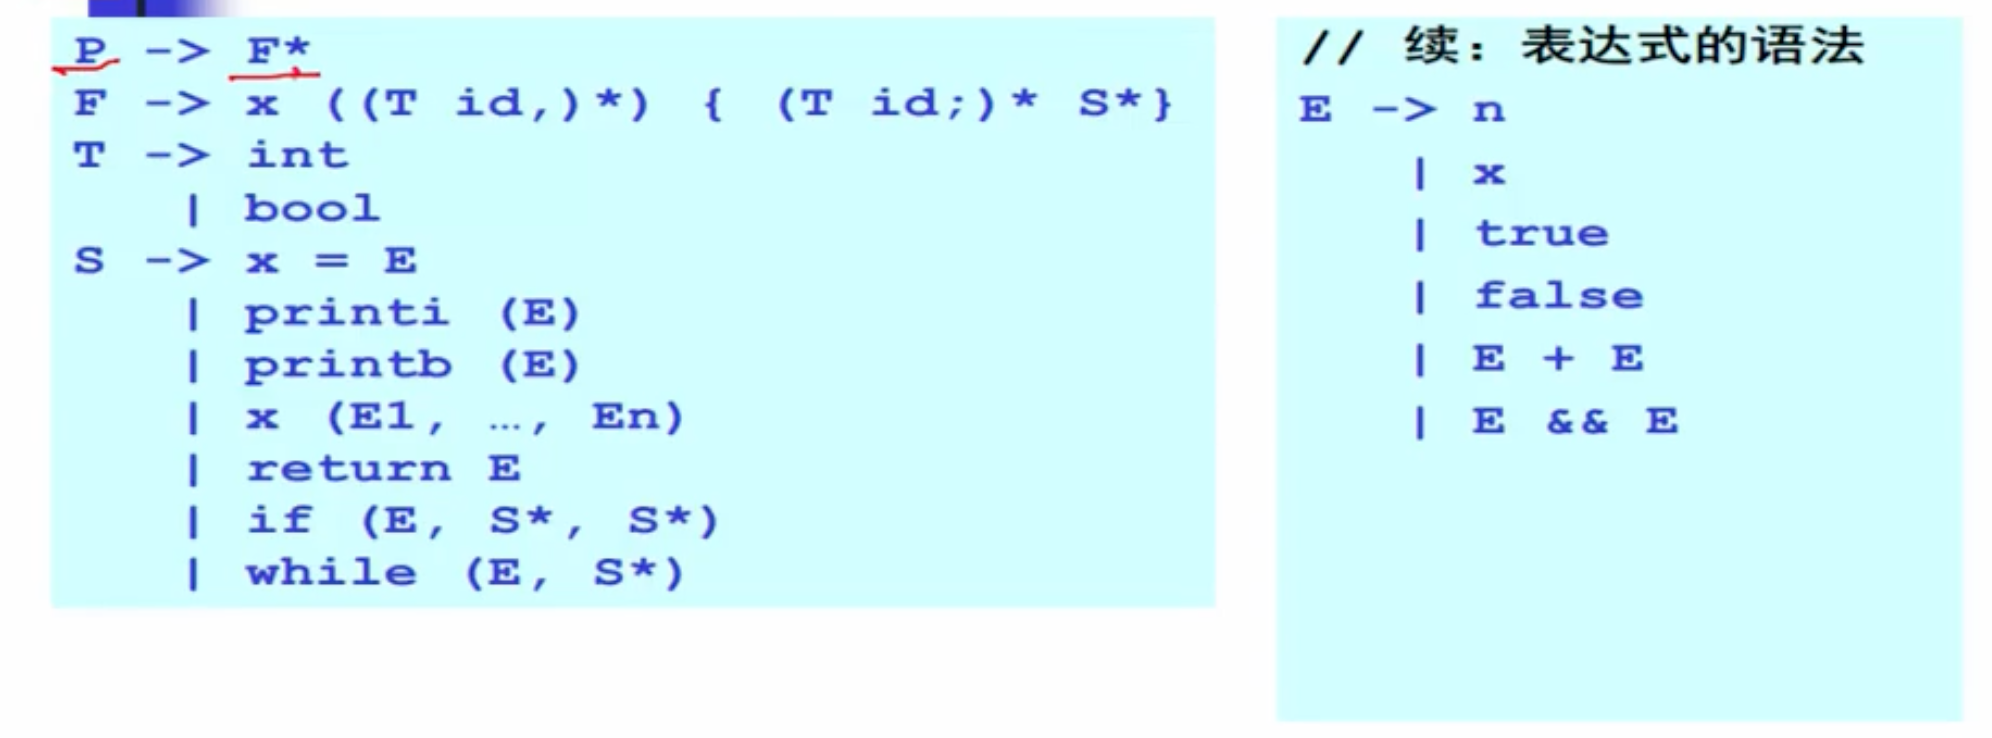 P -> F*
F -> x ((T id,)*) { (T id;)* S*}
T -> int
| bool
S -> x = E
| printi (E)
| printb (E)
| x (E1, …, En)
| return E
| if (E, S*, S*)
| while (E, S*)
// 续：表达式的语法
E -> n
| x
| true
| false
| E + E
| E && E